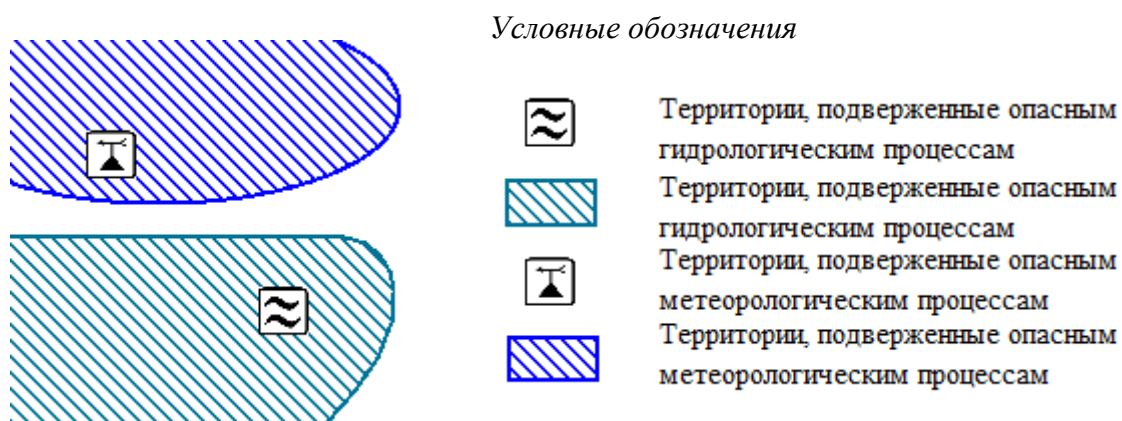 Условные обозначения
Территории, подверженные опасным
гидрологическим процессам
Территории, подверженные опасным
гидрологическим процессам
Территории, подверженные опасным
метеорологическим процессам
Территории, подверженные опасным
метеорологическим процессам